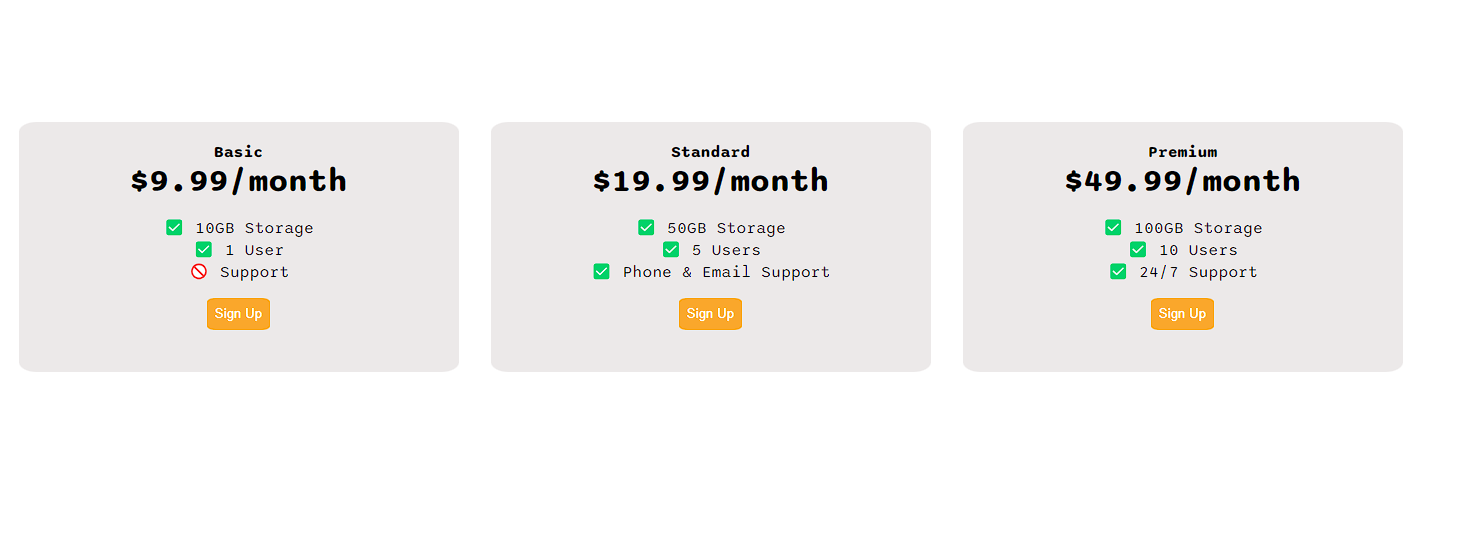 Basic
$9.99/month
10GB Storage
1 User
Support
Sign Up
Standard
$19.99/month
50GB Storage
5 Users
Phone & Email Support
Sign Up
Premium
$49.99/month
100GB Storage
10 Users
24/7 Support
Sign Up